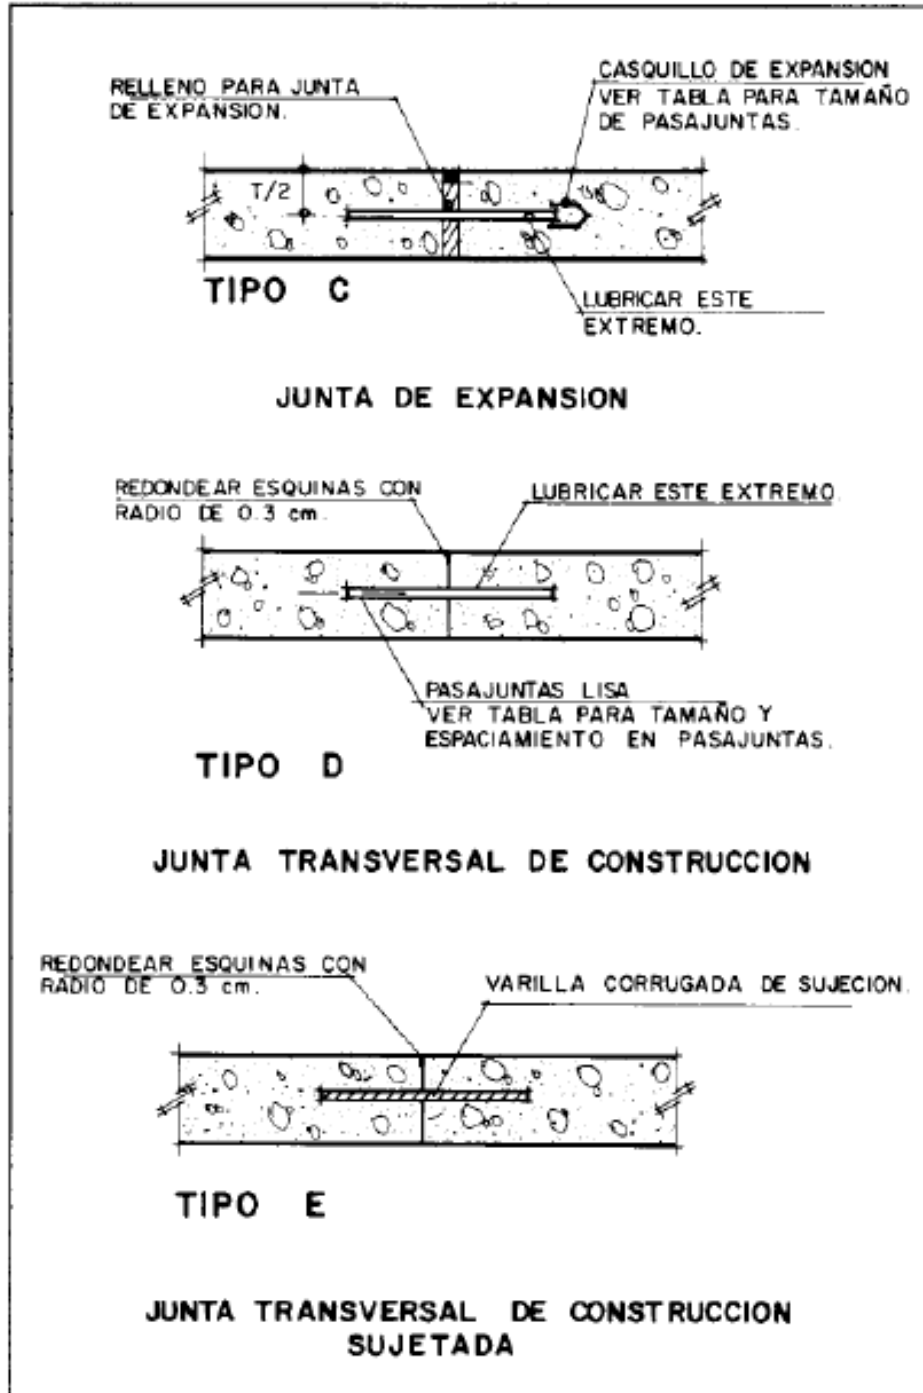 RELLENO PARA JUNTA
DE EXPANSION.
CASQUILLO DE EXPANSION
VER TABLA PARA TAMAÑO
DE PASAJUNTAS.
T/2
TIPO C
LUBRICAR ESTE
EXTREMO.
JUNTA DE EXPANSION
REDONDEAR ESQUINAS CON
RADIO DE 0.3 cm.
LUBRICAR ESTE EXTREMO.
PASAJUNTAS LISA
VER TABLA PARA TAMAÑO Y
ESPACIAMIENTO EN PASAJUNTAS.
TIPO D
JUNTA TRANSVERSAL DE CONSTRUCCION
REDONDEAR ESQUINAS CON
RADIO DE 0.3 cm.
VARILLA CORRUGADA DE SUJECION.
TIPO E
JUNTA TRANSVERSAL DE CONSTRUCCION
SUJETADA